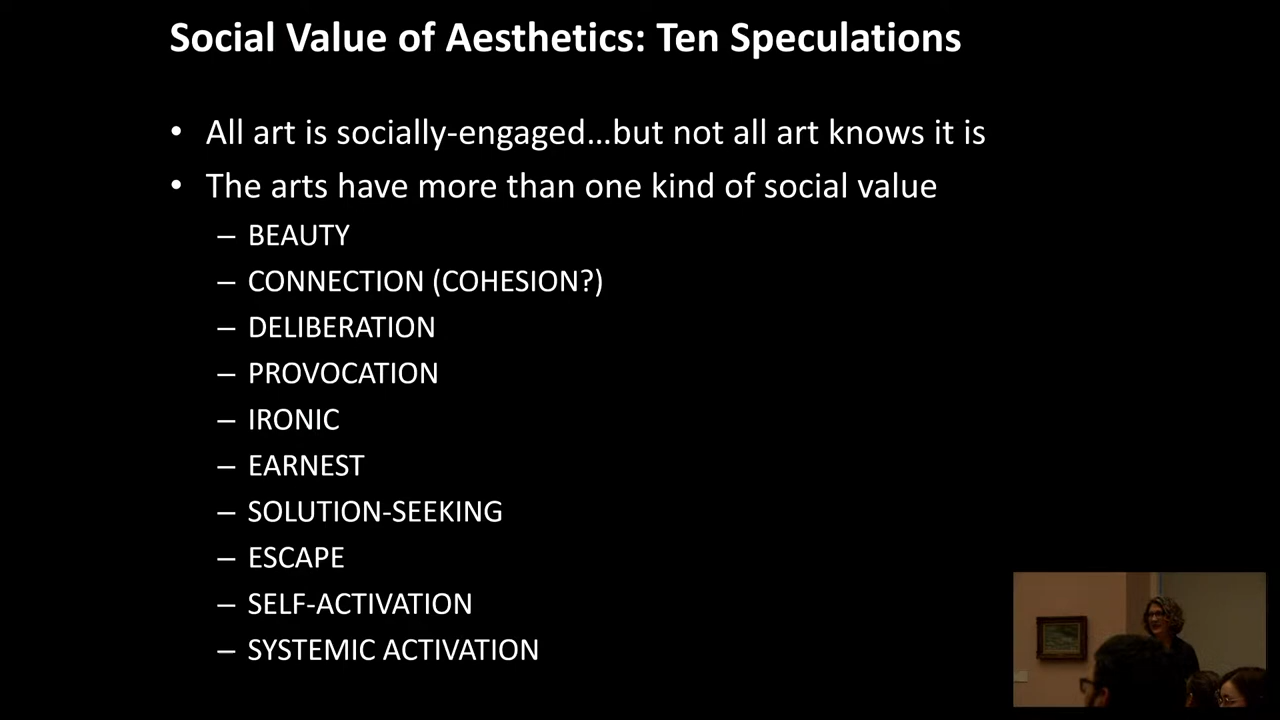 Social Value of Aesthetics: Ten Speculations
• All art is socially-engaged…but not all art knows it is
• The arts have more than one kind of social value
– BEAUTY
– CONNECTION (COHESION?)
– DELIBERATION
– PROVOCATION
– IRONIC
– EARNEST
– SOLUTION-SEEKING
– ESCAPE
– SELF-ACTIVATION
– SYSTEMIC ACTIVATION